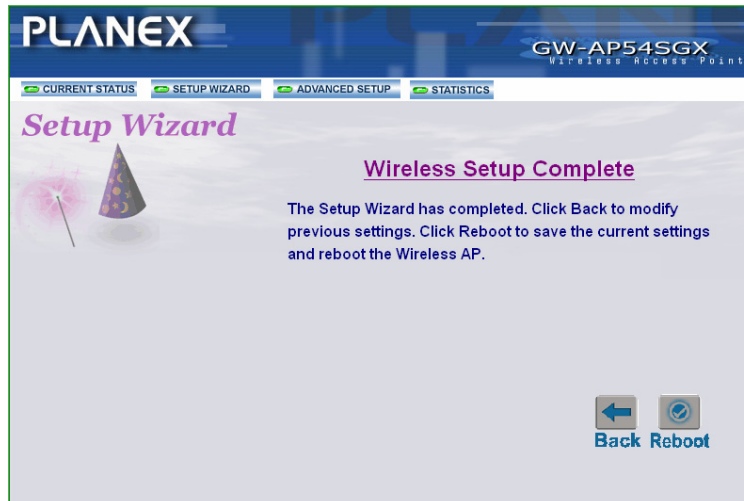 PLANEX
GW-AP54SGX
Wireless Access Point
CURRENT STATUS
SETUP WIZARD
ADVANCED SETUP
STATISTICS
Setup Wizard
Wireless Setup Complete
The Setup Wizard has completed. Click Back to modify
previous settings. Click Reboot to save the current settings
and reboot the Wireless AP.
Back
Reboot